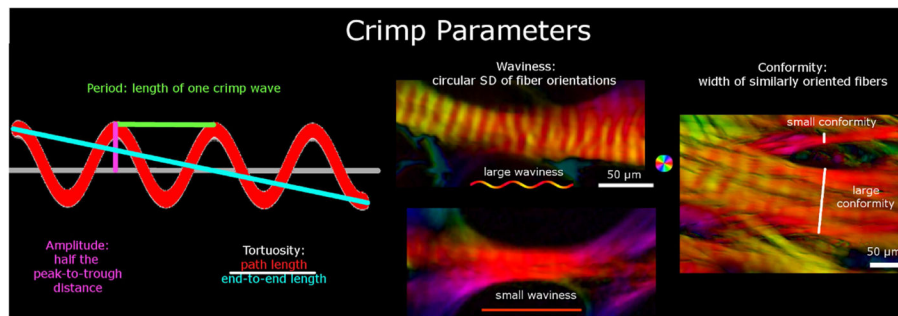 Crimp Parameters
Period: length of one crimp wave
Amplitude:
half the
peak-to-trough
distance
Tortuosity:
path length
end-to-end length
Waviness:
circular SD of fiber orientations
large waviness
50 µm
small waviness
Conformity:
width of similarly oriented fibers
small conformity
large
conformity
50 µm